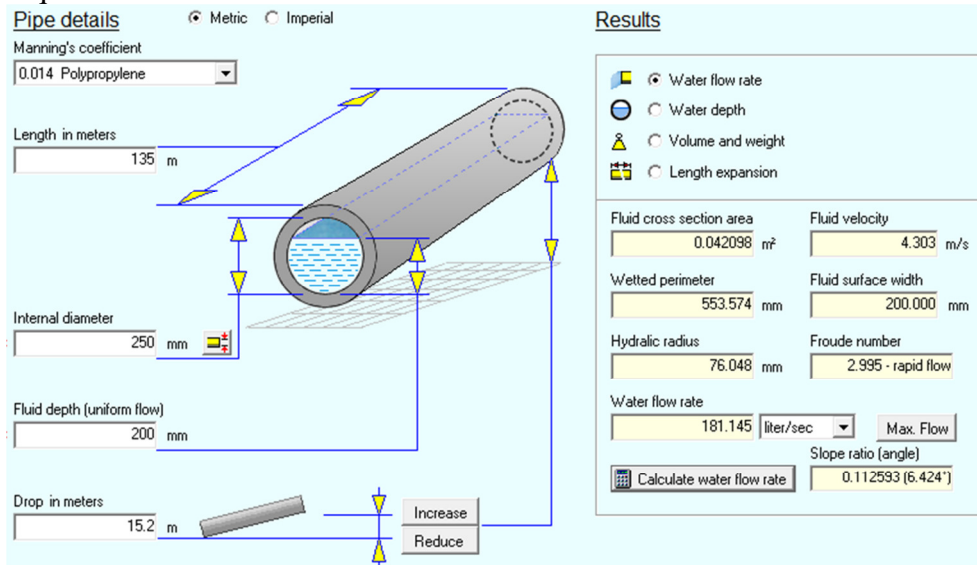 Pipe details
Metric Imperial
Manning's coefficient
0.014 Polypropylene
Length in meters
135 m
Internal diameter
250 mm
Fluid depth (uniform flow)
200 mm
Drop in meters
15.2 m
Increase
Reduce
Results
Water flow rate
Water depth
Volume and weight
Length expansion
Fluid cross section area Fluid velocity
0.042098 m² 4.303 m/s
Wetted perimeter Fluid surface width
553.574 mm 200.000 mm
Hydralic radius Froude number
76.048 mm 2.995 - rapid flow
Water flow rate
181.145 liter/sec Max. Flow
Slope ratio (angle)
Calculate water flow rate 0.112593 (6.424°)